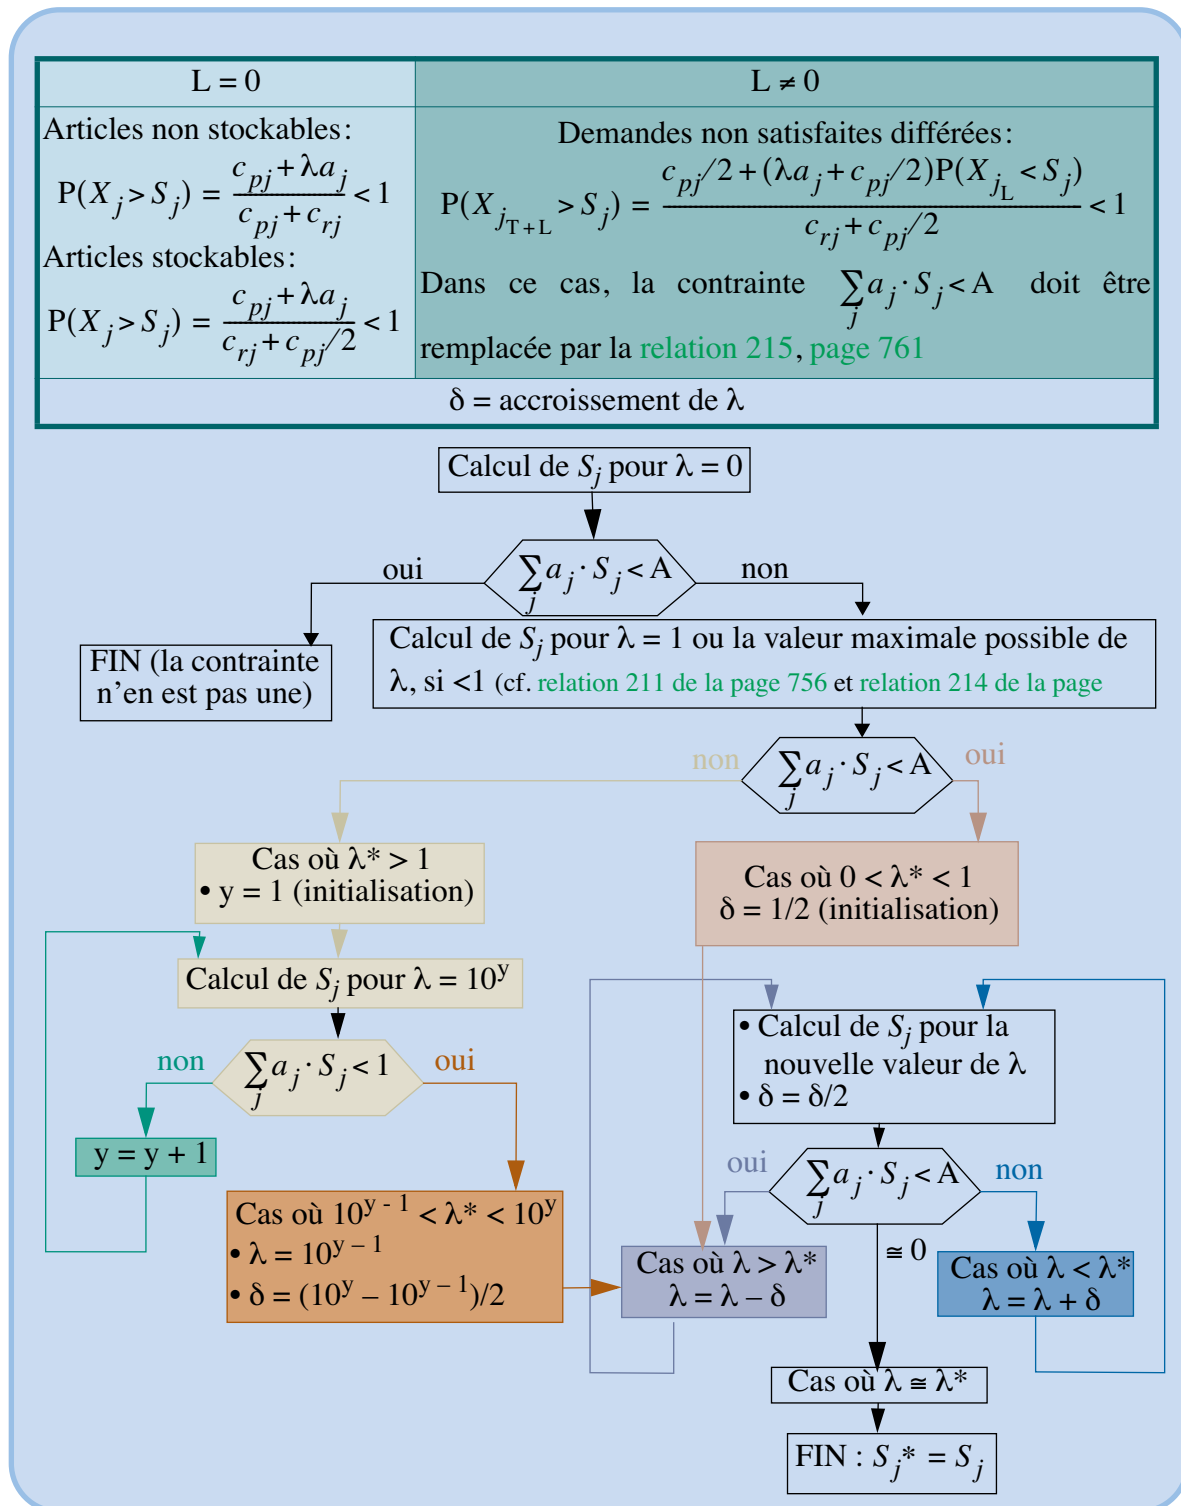 L = 0
Articles non stockables:
P(X_j > S_j) = (c_pj + λa_j)/(c_pj + c_rj) < 1
Articles stockables:
P(X_j > S_j) = (c_pj + λa_j)/(c_rj + c_pj/2) < 1
L ≠ 0
Demandes non satisfaites différées:
P(X_j_T+L > S_j) = (c_pj/2 + (λa_j + c_pj/2)P(X_j_L < S_j))/(c_rj + c_pj/2) < 1
Dans ce cas, la contrainte ∑_j a_j · S_j < A doit être
remplacée par la relation 215, page 761
δ = accroissement de λ
Calcul de S_j pour λ = 0
∑_j a_j · S_j < A
oui
non
FIN (la contrainte
n'en est pas une)
Calcul de S_j pour λ = 1 ou la valeur maximale possible de
λ, si <1 (cf. relation 211 de la page 756 et relation 214 de la page
∑_j a_j · S_j < A
non
oui
Cas où λ* > 1
• y = 1 (initialisation)
Cas où 0 < λ* < 1
δ = 1/2 (initialisation)
Calcul de S_j pour λ = 10^y
∑_j a_j · S_j < 1
non
oui
y = y + 1
Cas où 10^(y - 1) < λ* < 10^y
• λ = 10^(y – 1)
• δ = (10^y – 10^(y – 1))/2
• Calcul de S_j pour la
nouvelle valeur de λ
• δ = δ/2
∑_j a_j · S_j < A
oui
non
≅ 0
Cas où λ > λ*
λ = λ – δ
Cas où λ < λ*
λ = λ + δ
Cas où λ ≅ λ*
FIN : S_j* = S_j